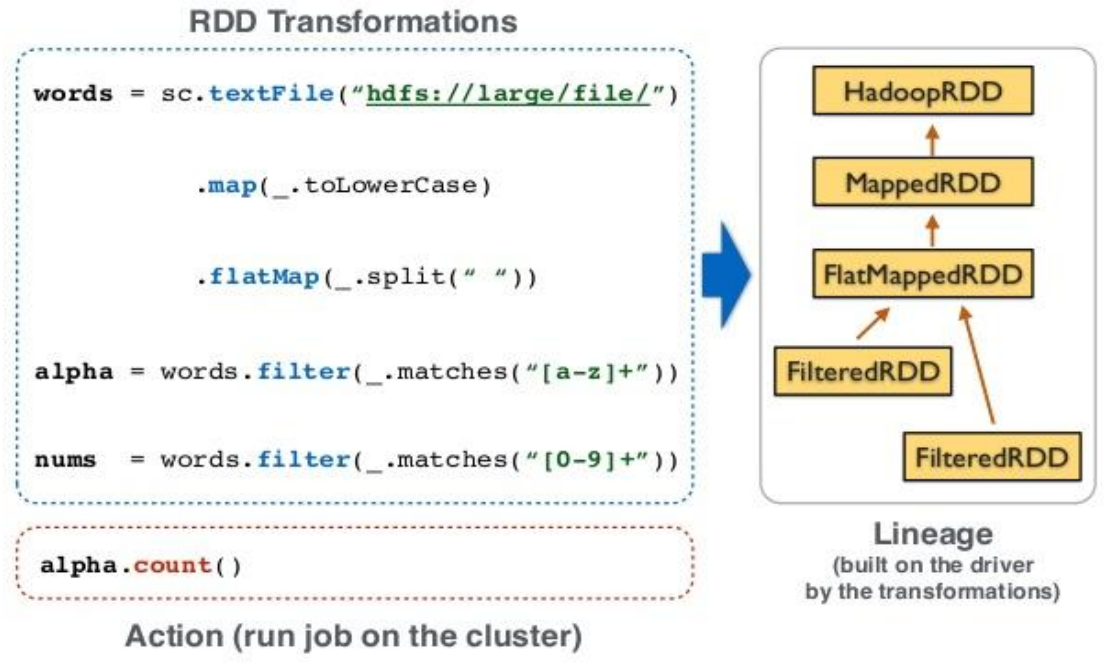 RDD Transformations
words = sc.textFile(“hdfs://large/file/”)
.map(_.toLowerCase)
.flatMap(_.split(“ ”))
alpha = words.filter(_.matches(“[a-z]+”))
nums = words.filter(_.matches(“[0-9]+”))
alpha.count()
Action (run job on the cluster)
HadoopRDD
MappedRDD
FlatMappedRDD
FilteredRDD
FilteredRDD
Lineage
(built on the driver
by the transformations)